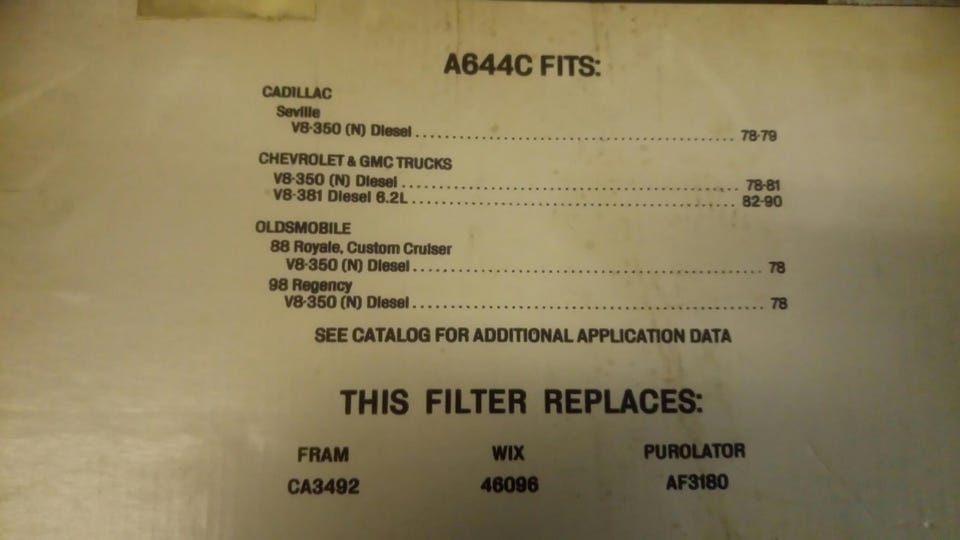 A644C FITS:
CADILLAC
Seville
V8-350 (N) Diesel ........................................ 78-79
CHEVROLET & GMC TRUCKS
V8-350 (N) Diesel ........................................ 78-81
V8-381 Diesel 6.2L ........................................ 82-90
OLDSMOBILE
88 Royale, Custom Cruiser
V8-350 (N) Diesel ........................................ 78
98 Regency
V8-350 (N) Diesel ........................................ 78
SEE CATALOG FOR ADDITIONAL APPLICATION DATA
THIS FILTER REPLACES:
FRAM WIX PUROLATOR
CA3492 46096 AF3180